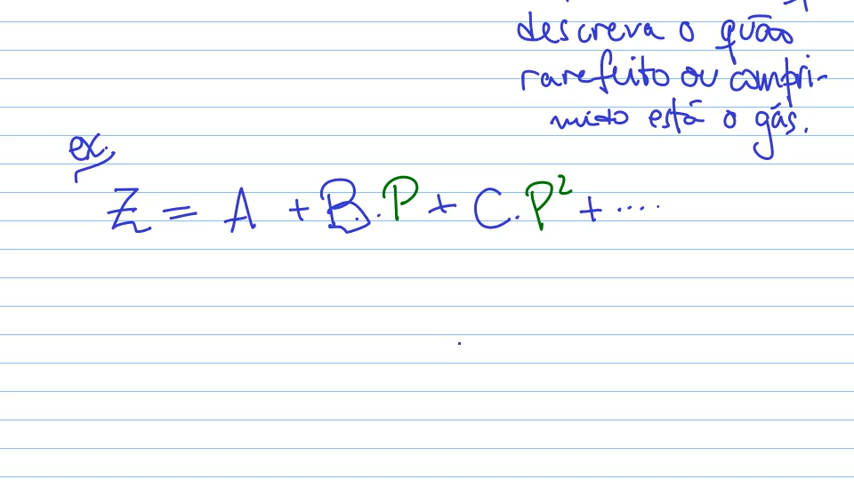 descreva o quão
rarefeito ou compri-
mido está o gás.
ex.
Z = A + B.P + C.P² + ....